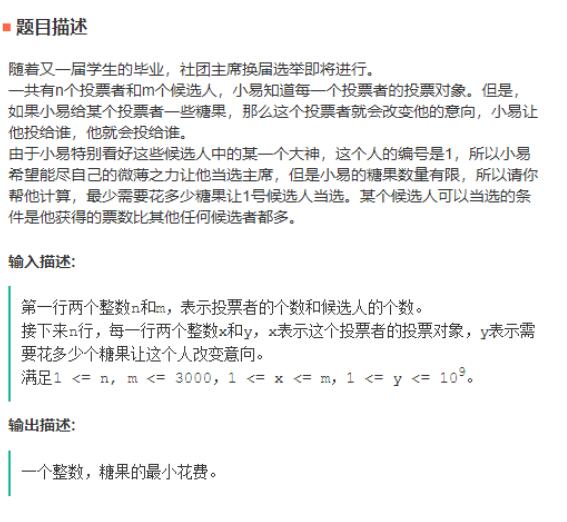 题目描述
随着又一届学生的毕业，社团主席换届选举即将进行。
一共有n个投票者和m个候选人，小易知道每一个投票者的投票对象。但是，
如果小易给某个投票者一些糖果，那么这个投票者就会改变他的意向，小易让
他投给谁，他就会投给谁。
由于小易特别看好这些候选人中的某一个大神，这个人的编号是1，所以小易
希望能尽自己的微薄之力让他当选主席，但是小易的糖果数量有限，所以请你
帮他计算，最少需要花多少糖果让1号候选人当选。某个候选人可以当选的条
件是他获得的票数比其他任何候选者都多。
输入描述:
第一行两个整数n和m，表示投票者的个数和候选人的个数。
接下来n行，每一行两个整数x和y，x表示这个投票者的投票对象，y表示需
要花多少个糖果让这个人改变意向。
满足1 <= n, m <= 3000，1 <= x <= m，1 <= y <= 10⁹。
输出描述:
一个整数，糖果的最小花费。